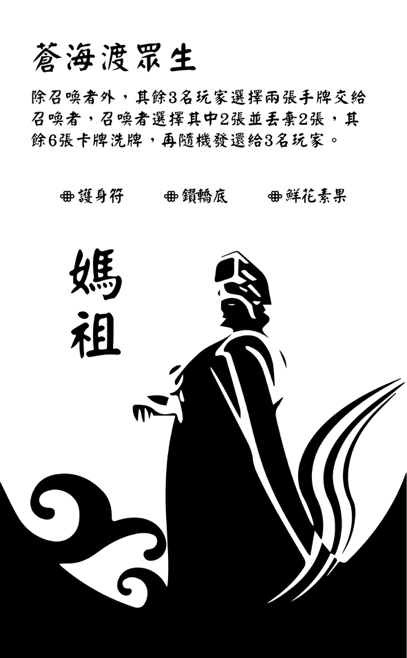 蒼海渡眾生
除召喚者外，其餘3名玩家選擇兩張手牌交給
召喚者，召喚者選擇其中2張並丟棄2張，其
餘6張卡牌洗牌，再隨機發還給3名玩家。
護身符 鑽轎底 鮮花素果
媽祖